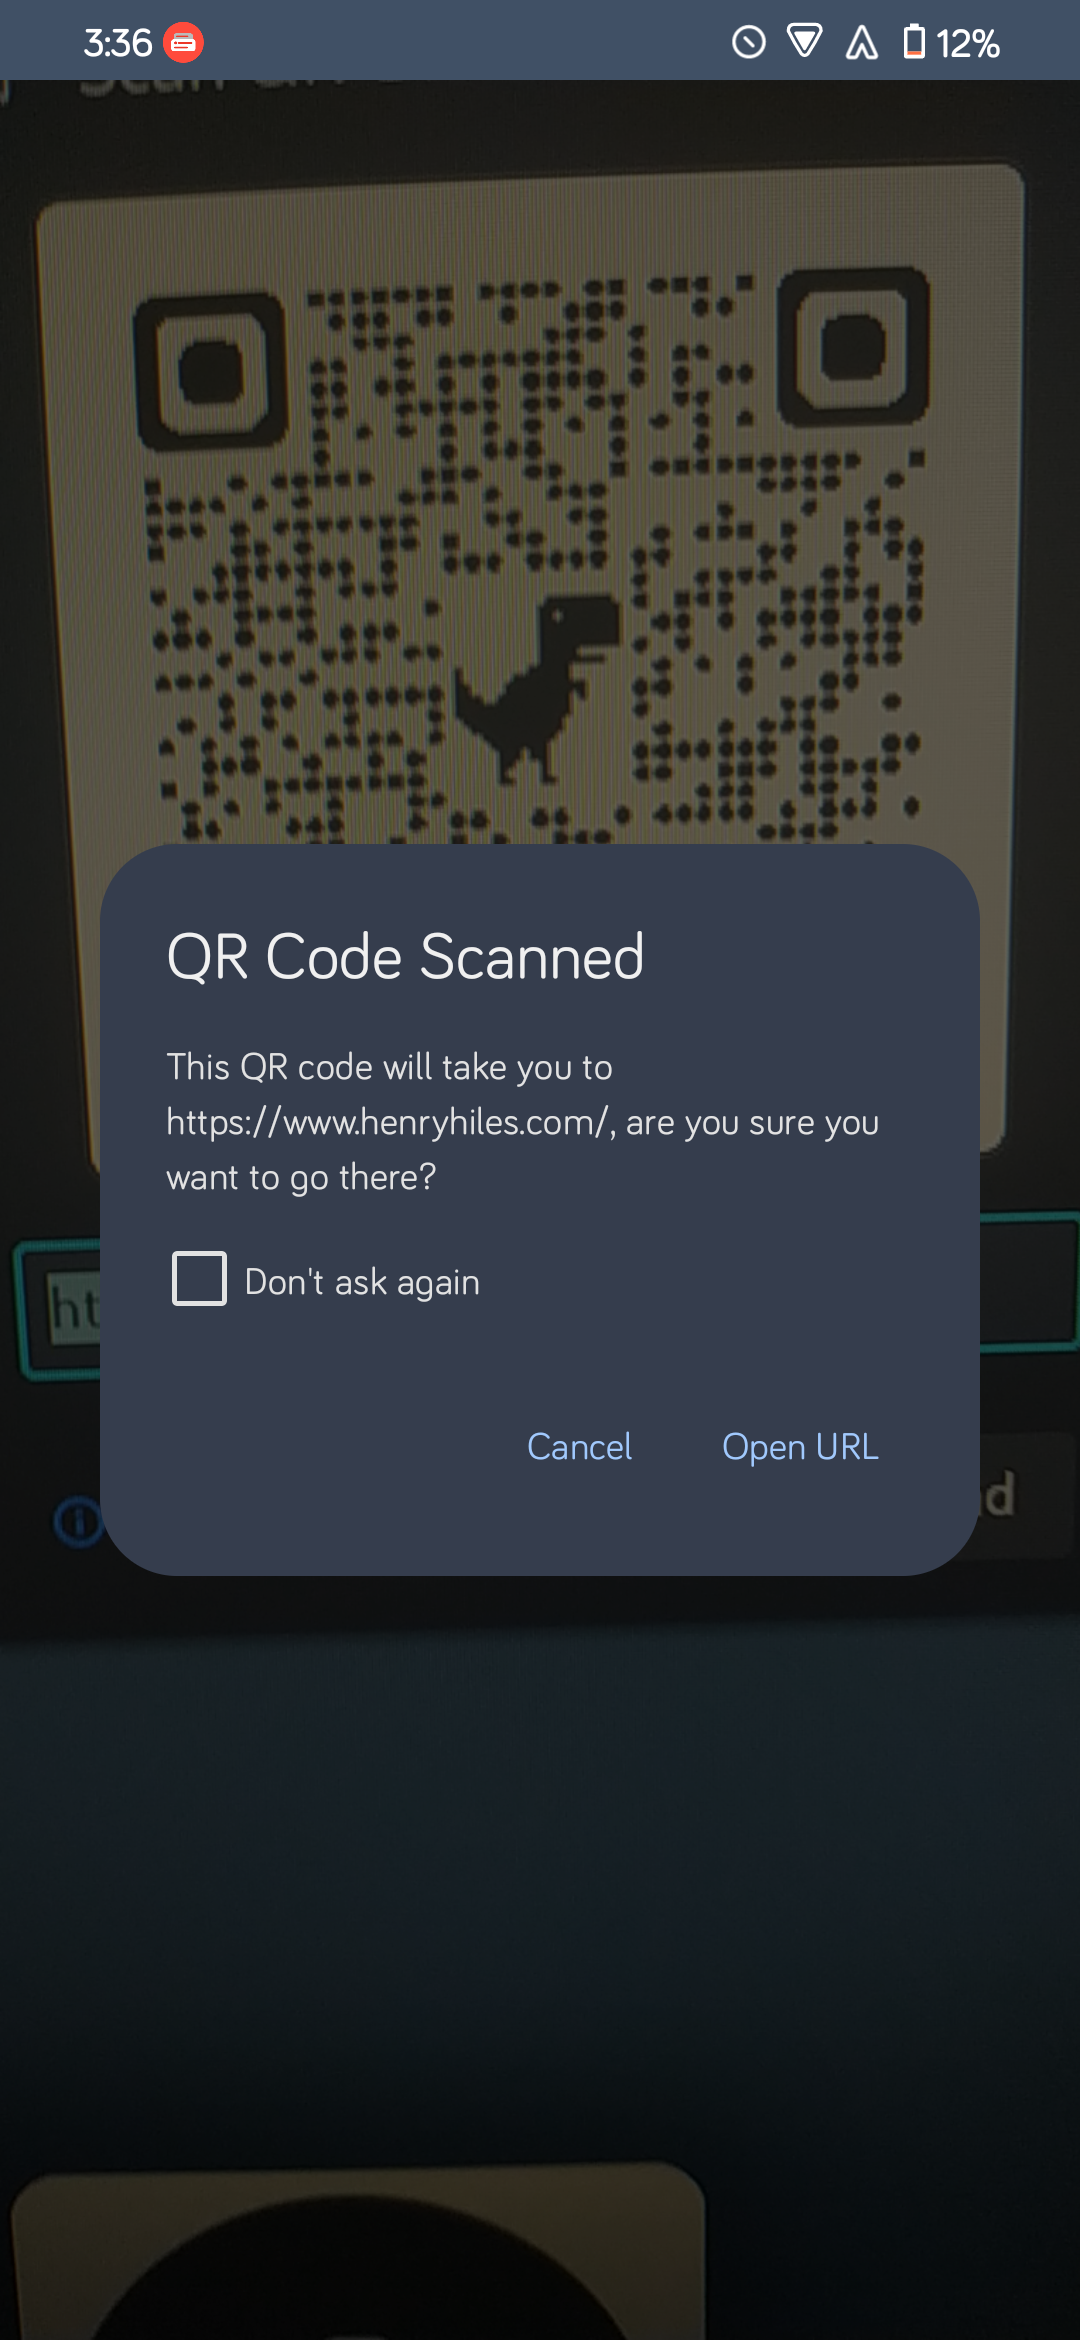 3:36
12%
QR Code Scanned
This QR code will take you to
https://www.henryhiles.com/, are you sure you
want to go there?
Don't ask again
ht
Cancel
Open URL
d